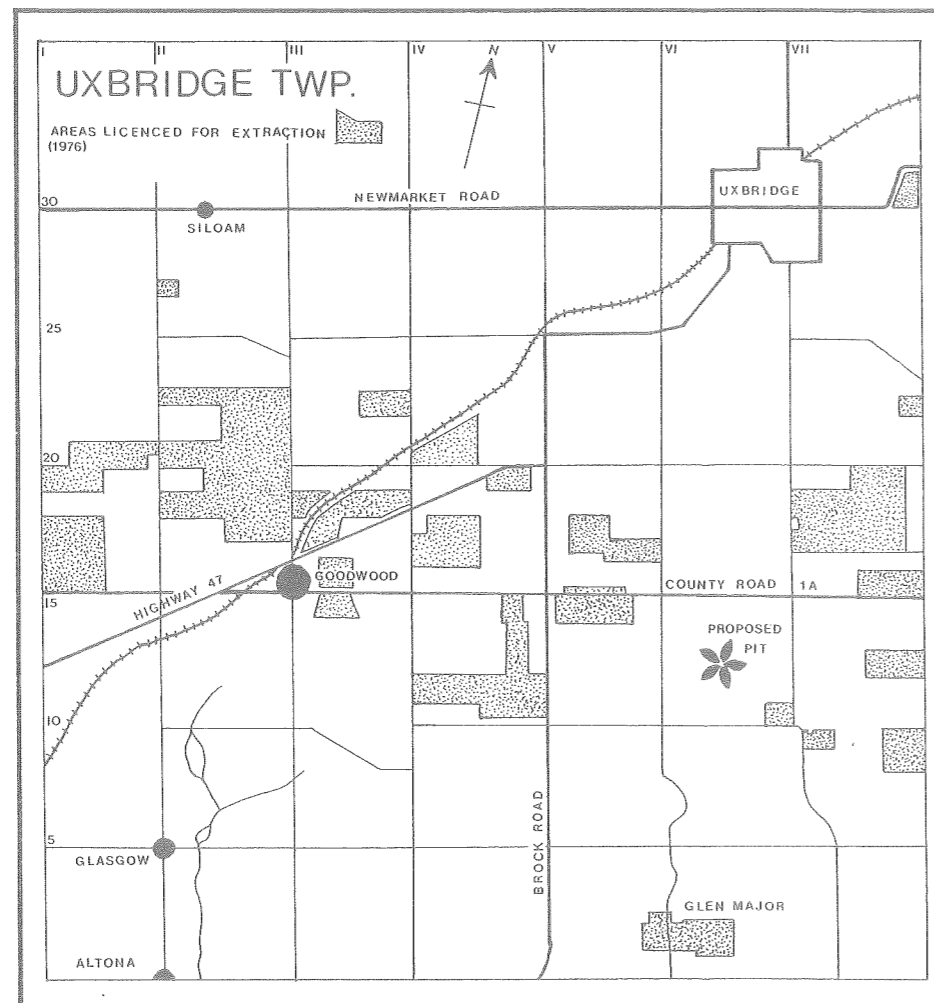 I II III IV N V VI VII
UXBRIDGE TWP.
AREAS LICENCED FOR EXTRACTION
(1976)
UXBRIDGE
NEWMARKET ROAD
30
SILOAM
25
20
GOODWOOD
HIGHWAY 47
COUNTY ROAD 1A
15
PROPOSED
PIT
10
BROCK ROAD
5
GLASGOW
GLEN MAJOR
ALTONA